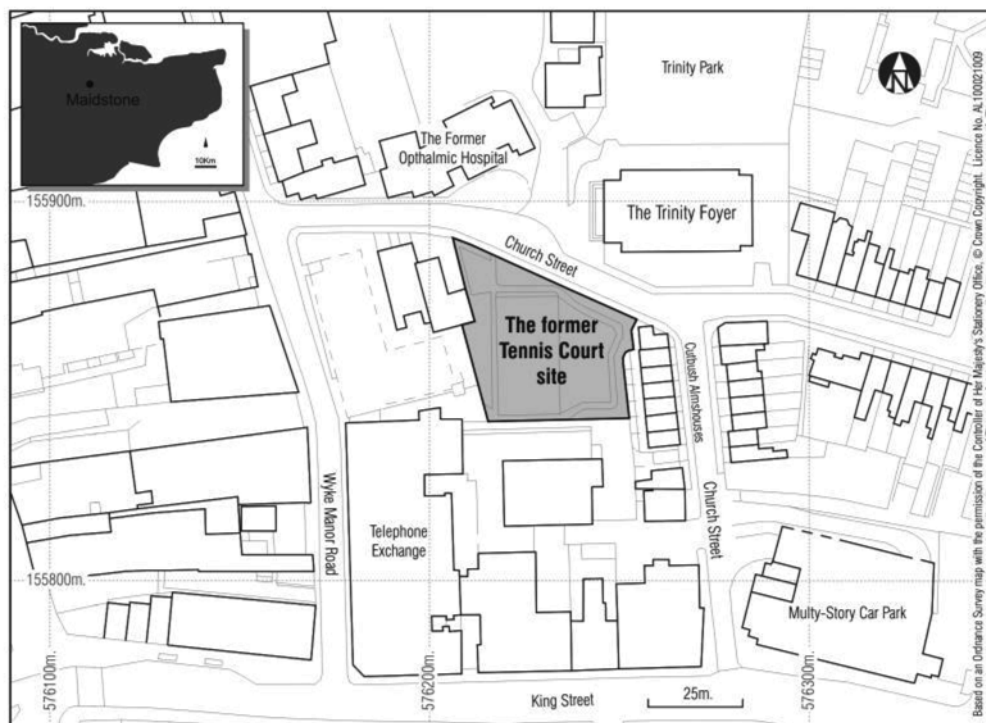 Maidstone
10Km
Trinity Park
N
The Former
Opthalmic Hospital
155900m.
The Trinity Foyer
Church Street
The former
Tennis Court
site
Cutbush Almshouses
Wyke Manor Road
Telephone
Exchange
Church Street
155800m.
Multy-Story Car Park
576100m.
576200m.
576300m.
King Street
25m.
Based on an Ordnance Survey map with the permission of the Controller of Her Majesty's Stationery Office. © Crown Copyright. Licence No. AL100021009